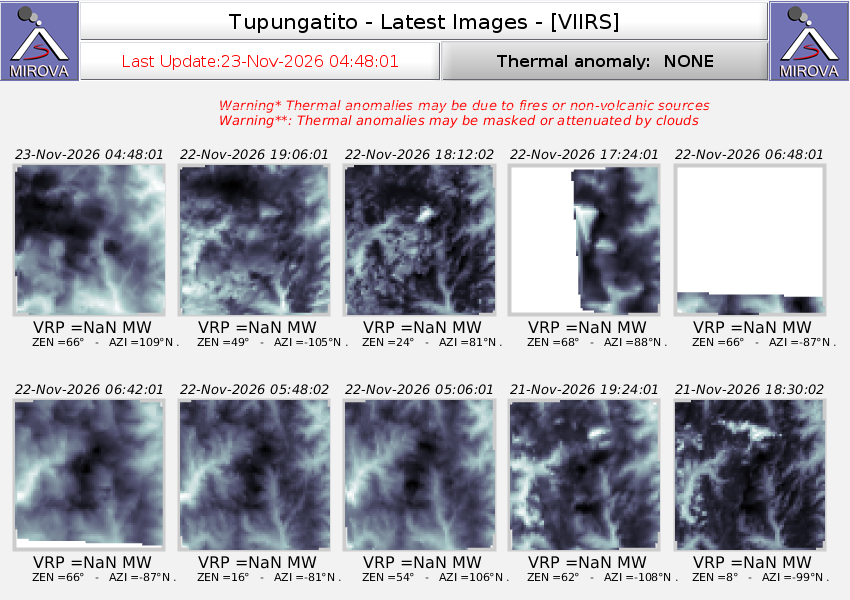 Tupungatito - Latest Images - [VIIRS]
MIROVA
Last Update:23-Nov-2026 04:48:01
Thermal anomaly: NONE
MIROVA
Warning* Thermal anomalies may be due to fires or non-volcanic sources
Warning**: Thermal anomalies may be masked or attenuated by clouds
23-Nov-2026 04:48:01 22-Nov-2026 19:06:01 22-Nov-2026 18:12:02 22-Nov-2026 17:24:01 22-Nov-2026 06:48:01
VRP =NaN MW VRP =NaN MW VRP =NaN MW VRP =NaN MW VRP =NaN MW
ZEN =66° - AZI =109°N . ZEN =49° - AZI =-105°N . ZEN =24° - AZI =81°N . ZEN =68° - AZI =88°N . ZEN =66° - AZI =-87°N .
22-Nov-2026 06:42:01 22-Nov-2026 05:48:02 22-Nov-2026 05:06:01 21-Nov-2026 19:24:01 21-Nov-2026 18:30:02
VRP =NaN MW VRP =NaN MW VRP =NaN MW VRP =NaN MW VRP =NaN MW
ZEN =66° - AZI =-87°N . ZEN =16° - AZI =-81°N . ZEN =54° - AZI =106°N . ZEN =62° - AZI =-108°N . ZEN =8° - AZI =-99°N .